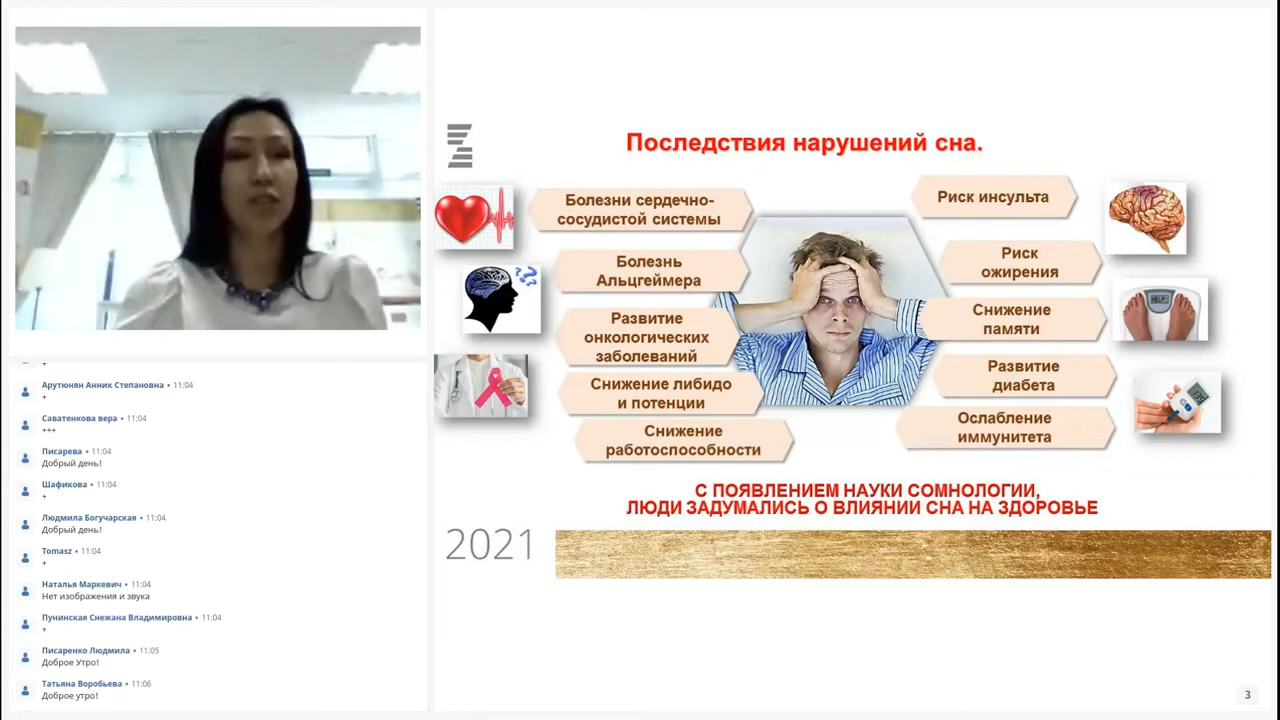 +
Арутюнян Анник Степановна • 11:04
+
Саватенкова вера • 11:04
+++
Писарева • 11:04
Добрый день!
Шафикова • 11:04
+
Людмила Богучарская • 11:04
Добрый день!
Tomasz • 11:04
+
Наталья Маркевич • 11:04
Нет изображения и звука
Пунинская Снежана Владимировна • 11:04
+
Писаренко Людмила • 11:05
Доброе Утро!
Татьяна Воробьева • 11:06
Доброе утро!
Последствия нарушений сна.
Болезни сердечно-
сосудистой системы
Болезнь
Альцгеймера
Развитие
онкологических
заболеваний
Снижение либидо
и потенции
Снижение
работоспособности
Риск инсульта
Риск
ожирения
Снижение
памяти
HELP
Развитие
диабета
Ослабление
иммунитета
С ПОЯВЛЕНИЕМ НАУКИ СОМНОЛОГИИ,
ЛЮДИ ЗАДУМАЛИСЬ О ВЛИЯНИИ СНА НА ЗДОРОВЬЕ
2021
3